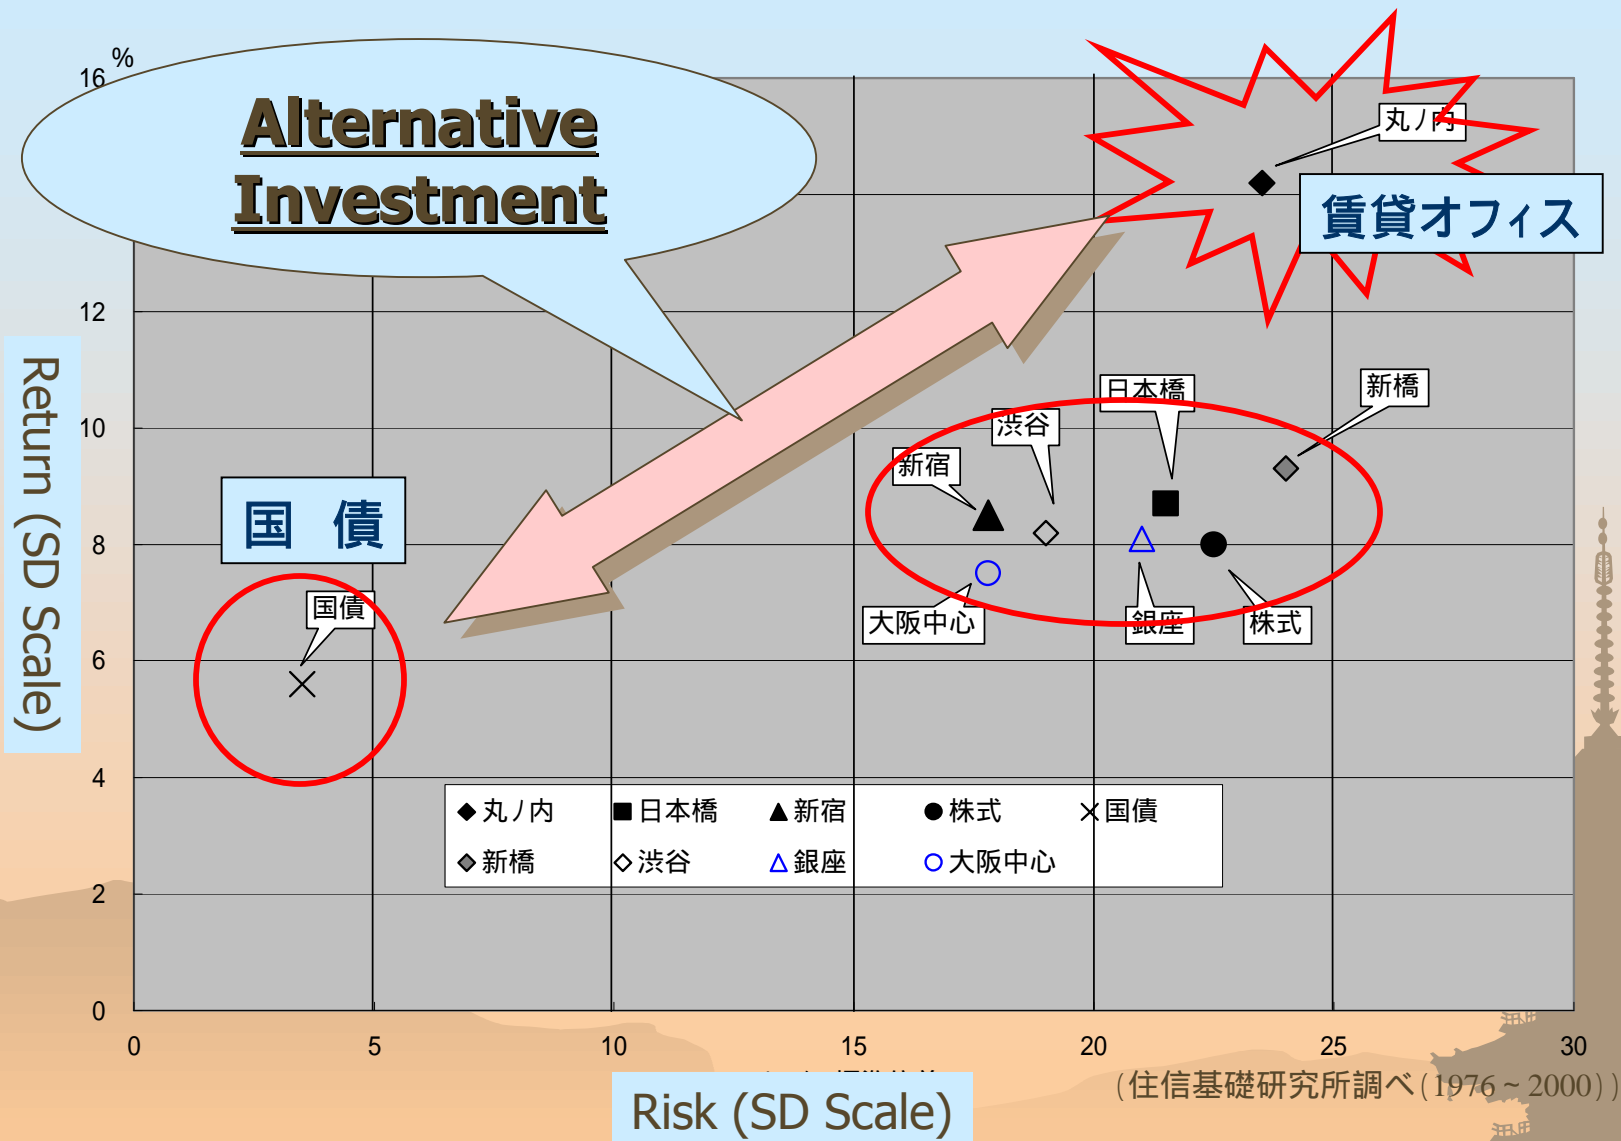 %
16
Alternative
Investment
丸ノ内
賃貸オフィス
12
Return (SD Scale)
日本橋
新橋
渋谷
10
新宿
国 債
8
国債
大阪中心
銀座
株式
6
4
丸ノ内 日本橋 新宿 株式 国債
新橋 渋谷 銀座 大阪中心
2
0
0 5 10 15 20 25 30
(住信基礎研究所調べ(1976~2000))
Risk (SD Scale)